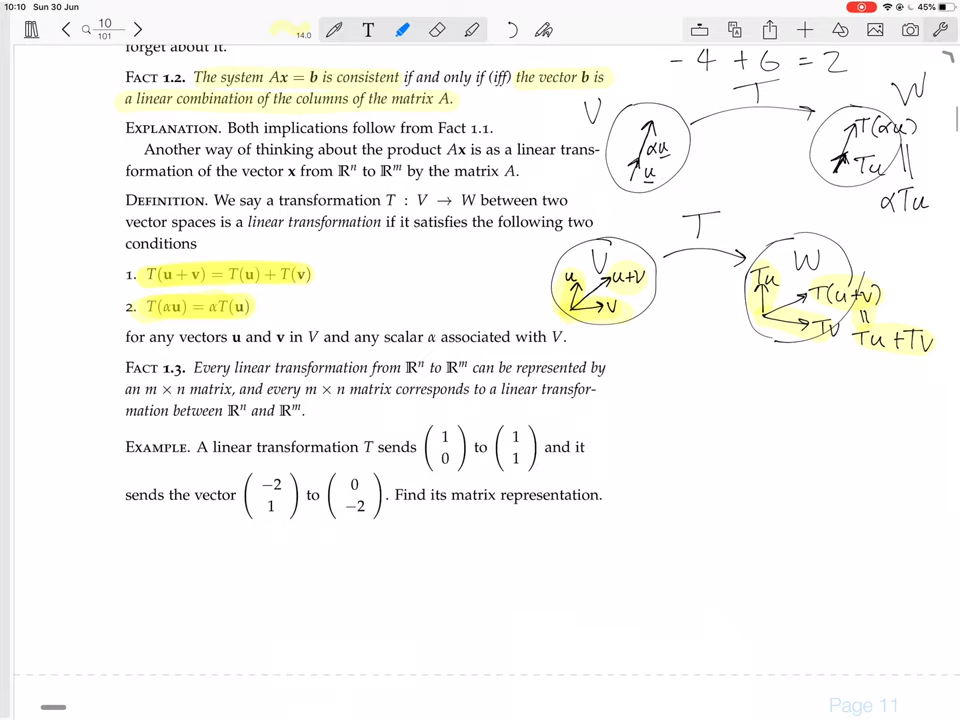 10:10 Sun 30 Jun
45%
10
101
14.0
T
forget about it.
FACT 1.2. The system Ax = b is consistent if and only if (iff) the vector b is
a linear combination of the columns of the matrix A.
EXPLANATION. Both implications follow from Fact 1.1.
Another way of thinking about the product Ax is as a linear trans-
formation of the vector x from ℝⁿ to ℝᵐ by the matrix A.
DEFINITION. We say a transformation T : V → W between two
vector spaces is a linear transformation if it satisfies the following two
conditions
1. T(u + v) = T(u) + T(v)
2. T(αu) = αT(u)
for any vectors u and v in V and any scalar α associated with V.
FACT 1.3. Every linear transformation from ℝⁿ to ℝᵐ can be represented by
an m × n matrix, and every m × n matrix corresponds to a linear transfor-
mation between ℝⁿ and ℝᵐ.
EXAMPLE. A linear transformation T sends (1 0) to (1 1) and it
sends the vector (−2 1) to (0 −2). Find its matrix representation.
- 4 + 6 = 2
V T W
αu
u
T(αu)
Tu
||
αTu
T
V W
u u+v
v
Tu
T(u+v)
Tv
||
Tu + Tv
Page 11